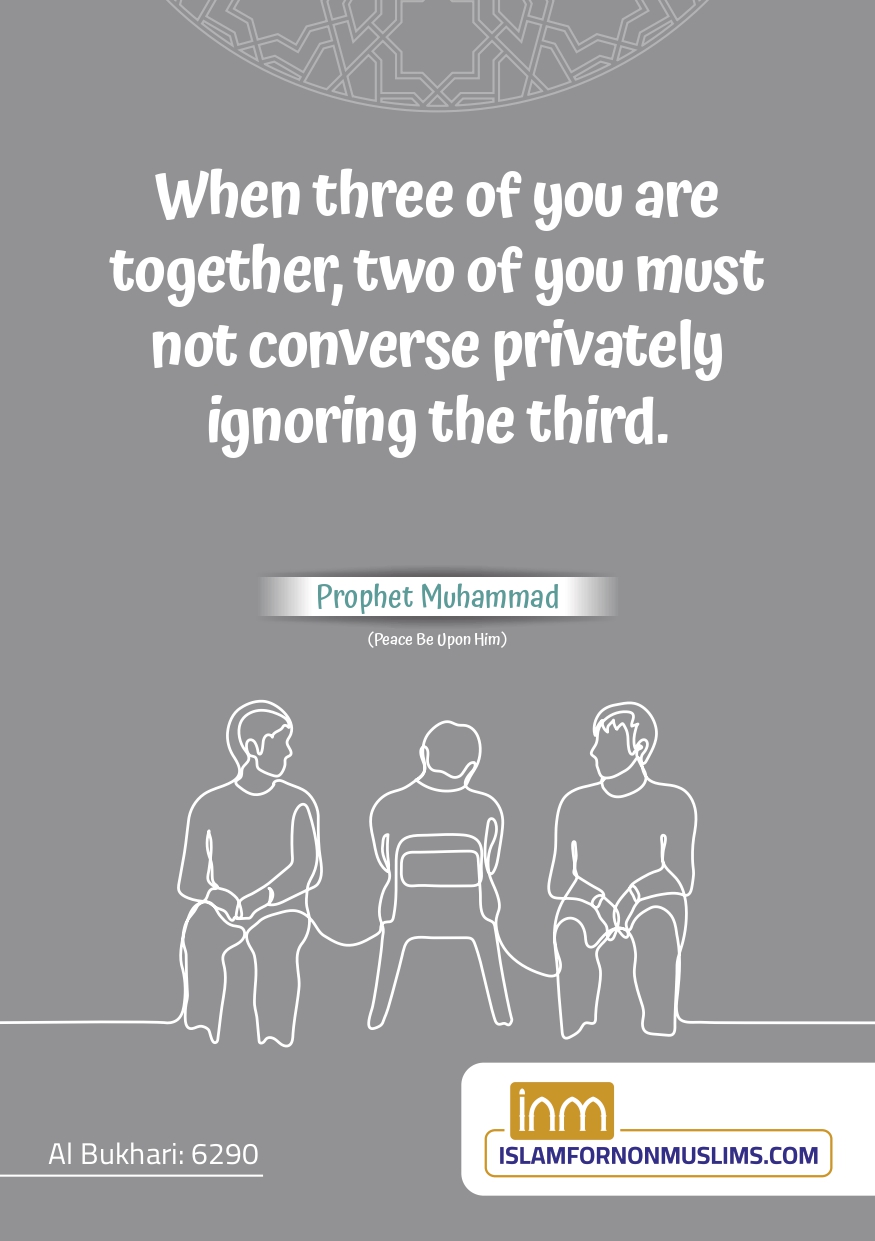 When three of you are
together, two of you must
not converse privately
ignoring the third.
Prophet Muhammad
(Peace Be Upon Him)
Al Bukhari: 6290
inm
ISLAMFORNONMUSLIMS.COM